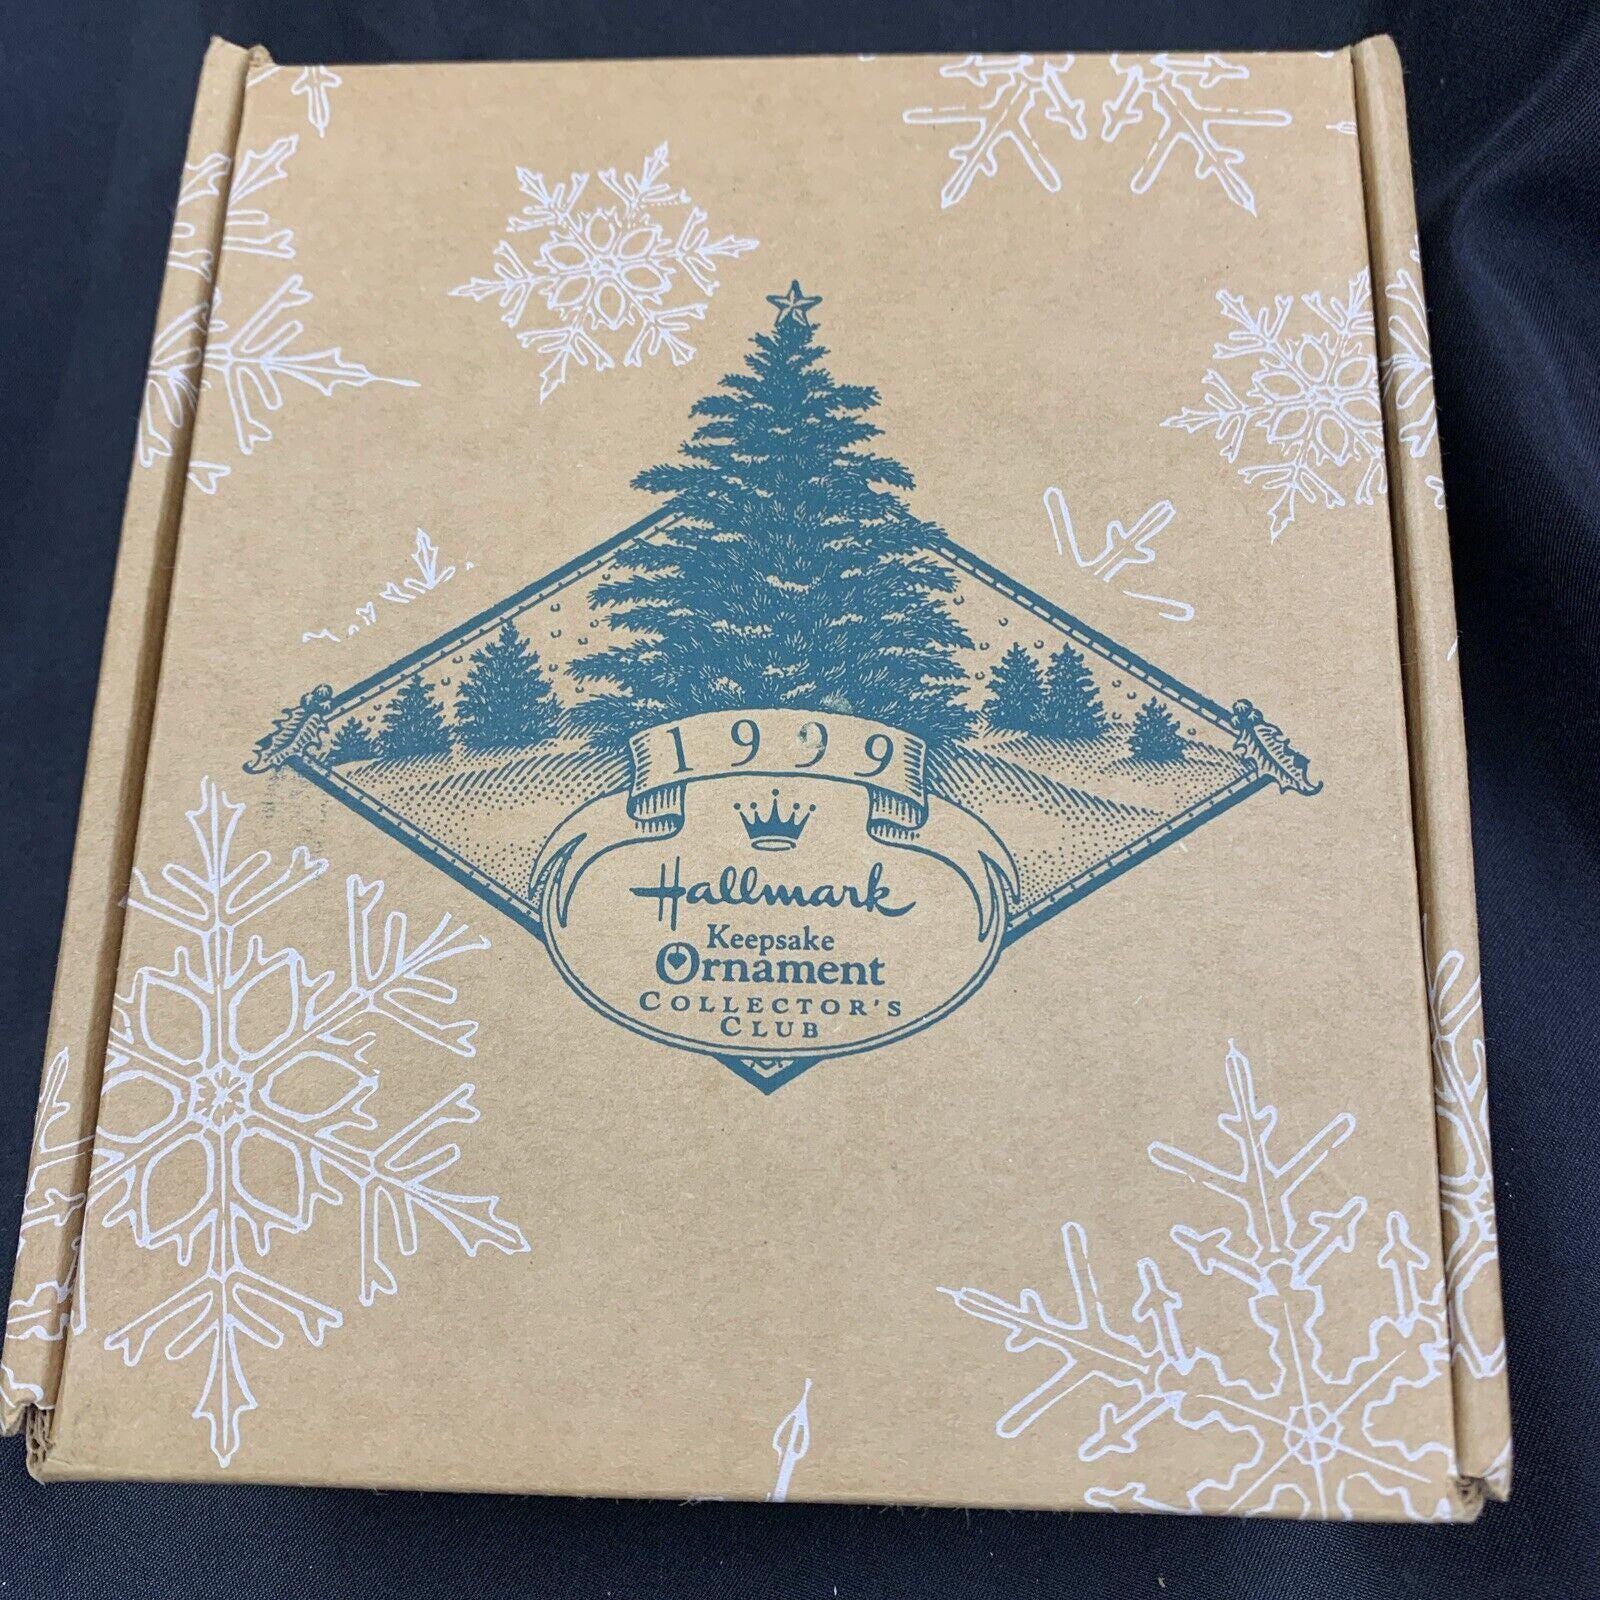 1999
Hallmark
Keepsake
Ornament
COLLECTOR'S
CLUB